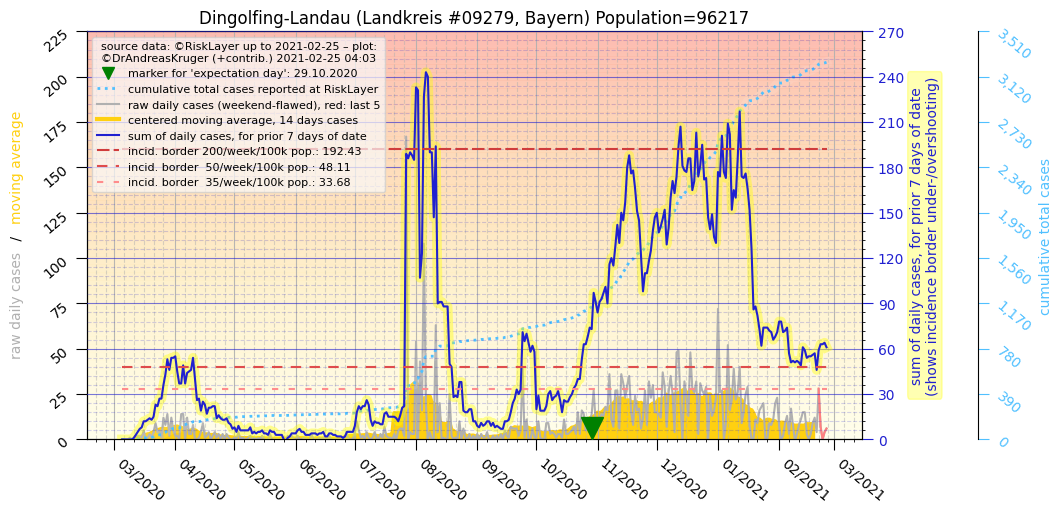 Dingolfing-Landau (Landkreis #09279, Bayern) Population=96217
source data: ©RiskLayer up to 2021-02-25 – plot:
©DrAndreasKruger (+contrib.) 2021-02-25 04:03
marker for 'expectation day': 29.10.2020
cumulative total cases reported at RiskLayer
raw daily cases (weekend-flawed), red: last 5
centered moving average, 14 days cases
sum of daily cases, for prior 7 days of date
incid. border 200/week/100k pop.: 192.43
incid. border  50/week/100k pop.: 48.11
incid. border  35/week/100k pop.: 33.68
raw daily cases  /  moving average
225
200
175
150
125
100
75
50
25
0
03/2020
04/2020
05/2020
06/2020
07/2020
08/2020
09/2020
10/2020
11/2020
12/2020
01/2021
02/2021
03/2021
270
240
210
180
150
120
90
60
30
0
sum of daily cases, for prior 7 days of date
(shows incidence border under-/overshooting)
3,510
3,120
2,730
2,340
1,950
1,560
1,170
780
390
0
cumulative total cases